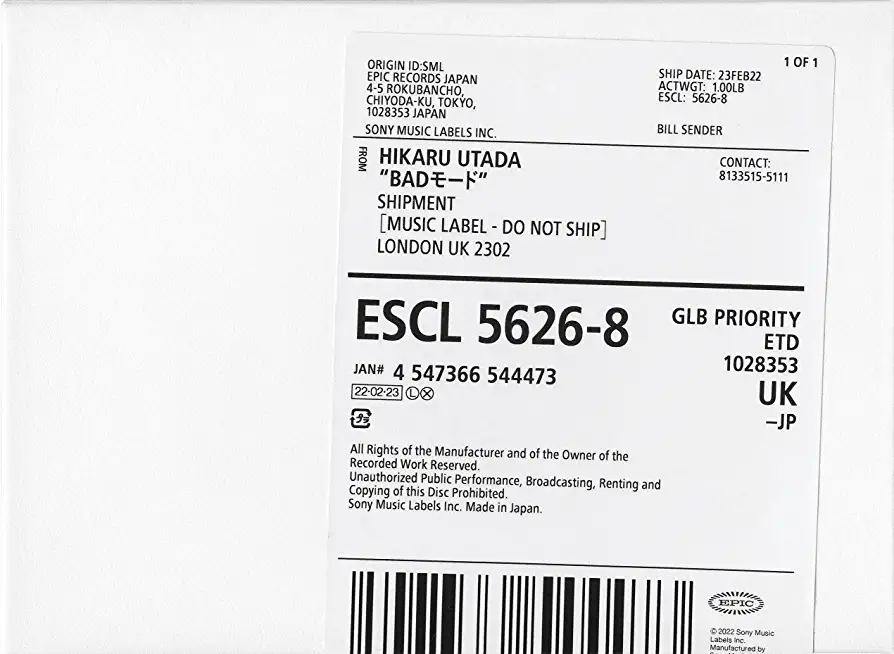 1 OF 1
ORIGIN ID:SML
EPIC RECORDS JAPAN
4-5 ROKUBANCHO,
CHIYODA-KU, TOKYO,
1028353 JAPAN
SONY MUSIC LABELS INC.
SHIP DATE: 23FEB22
ACTWGT: 1.00LB
ESCL: 5626-8
BILL SENDER
FROM
HIKARU UTADA
“BADモード”
SHIPMENT
[MUSIC LABEL - DO NOT SHIP]
LONDON UK 2302
CONTACT:
8133515-5111
ESCL 5626-8
JAN# 4 547366 544473
22·02·23 Ⓛ Ⓧ
プラ
GLB PRIORITY
ETD
1028353
UK
–JP
All Rights of the Manufacturer and of the Owner of the
Recorded Work Reserved.
Unauthorized Public Performance, Broadcasting, Renting and
Copying of this Disc Prohibited.
Sony Music Labels Inc. Made in Japan.
EPIC
© 2022 Sony Music
Labels Inc.
Manufactured by